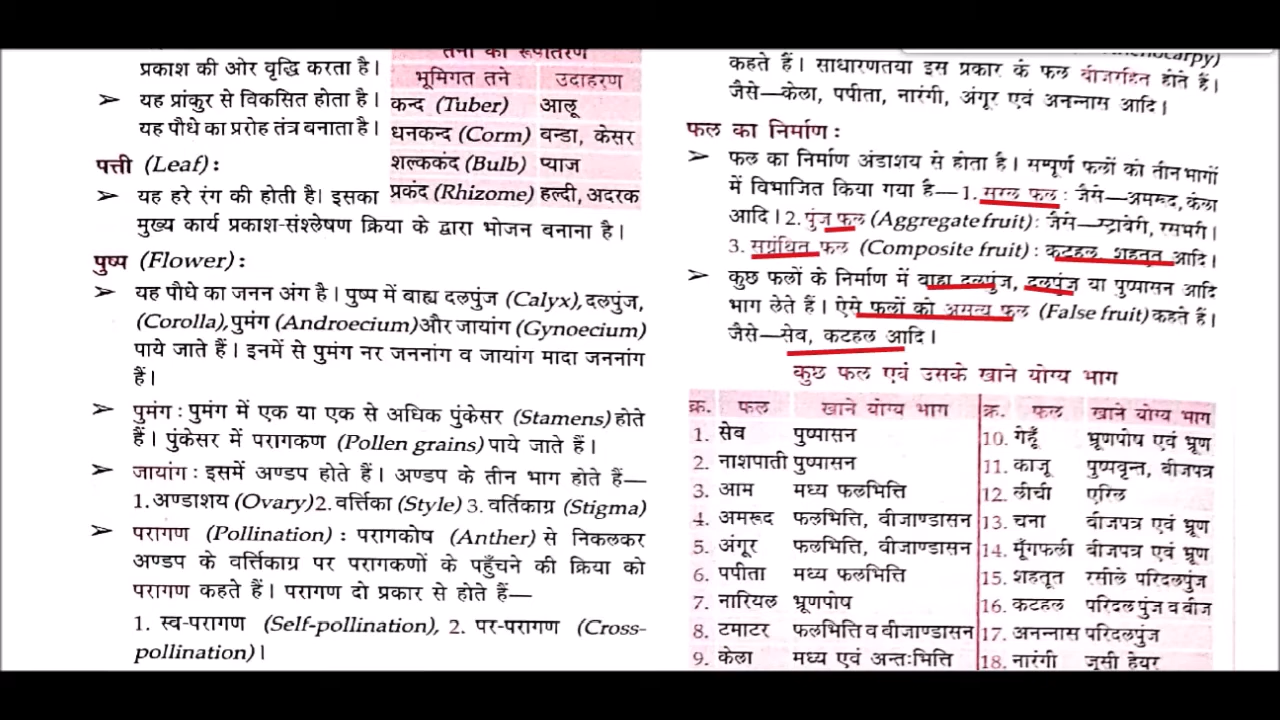 प्रकाश की ओर वृद्धि करता है।
➢ यह प्रांकुर से विकसित होता है।
यह पौधे का प्ररोह तंत्र बनाता है।
पत्ती (Leaf) :
➢ यह हरे रंग की होती है। इसका
मुख्य कार्य प्रकाश-संश्लेषण क्रिया के द्वारा भोजन बनाना है।
तनों का रूपांतरण
भूमिगत तने उदाहरण
कन्द (Tuber) आलू
धनकन्द (Corm) बन्डा, केसर
शल्ककंद (Bulb) प्याज
प्रकंद (Rhizome) हल्दी, अदरक
पुष्प (Flower) :
➢ यह पौधे का जनन अंग है। पुष्प में बाह्य दलपुंज (Calyx), दलपुंज,
(Corolla), पुमंग (Androecium) और जायांग (Gynoecium)
पाये जाते हैं। इनमें से पुमंग नर जननांग व जायांग मादा जननांग
हैं।
➢ पुमंग : पुमंग में एक या एक से अधिक पुंकेसर (Stamens) होते
हैं। पुंकेसर में परागकण (Pollen grains) पाये जाते हैं।
➢ जायांग : इसमें अण्डप होते हैं। अण्डप के तीन भाग होते हैं—
1. अण्डाशय (Ovary) 2. वर्त्तिका (Style) 3. वर्तिकाग्र (Stigma)
➢ परागण (Pollination) : परागकोष (Anther) से निकलकर
अण्डप के वर्त्तिकाग्र पर परागकणों के पहुँचने की क्रिया को
परागण कहते हैं। परागण दो प्रकार से होते हैं—
1. स्व-परागण (Self-pollination), 2. पर-परागण (Cross-
pollination)।
कहते हैं। साधारणतया इस प्रकार के फल बीजरहित होते हैं।
जैसे—केला, पपीता, नारंगी, अंगूर एवं अनन्नास आदि।
फल का निर्माण :
➢ फल का निर्माण अंडाशय से होता है। सम्पूर्ण फलों को तीन भागों
में विभाजित किया गया है—1. सरल फल : जैसे—अमरूद, केला
आदि। 2. पुंज फल (Aggregate fruit) : जैसे—स्ट्राबेरी, रसभरी।
3. संग्रंथित फल (Composite fruit) : कटहल, शहतूत आदि।
➢ कुछ फलों के निर्माण में बाह्य दलपुंज, दलपुंज या पुष्पासन आदि
भाग लेते हैं। ऐसे फलों को असत्य फल (False fruit) कहते हैं।
जैसे—सेव, कटहल आदि।
कुछ फल एवं उसके खाने योग्य भाग
क्र. फल खाने योग्य भाग क्र. फल खाने योग्य भाग
1. सेव पुष्पासन 10. गेहूँ भ्रूणपोष एवं भ्रूण
2. नाशपाती पुष्पासन 11. काजू पुष्पवृन्त, बीजपत्र
3. आम मध्य फलभित्ति 12. लीची एरिल
4. अमरूद फलभित्ति, बीजाण्डासन 13. चना बीजपत्र एवं भ्रूण
5. अंगूर फलभित्ति, बीजाण्डासन 14. मूँगफली बीजपत्र एवं भ्रूण
6. पपीता मध्य फलभित्ति 15. शहतूत रसीले परिदलपुंज
7. नारियल भ्रूणपोष 16. कटहल परिदल पुंज व बीज
8. टमाटर फलभित्ति व बीजाण्डासन 17. अनन्नास परिदलपुंज
9. केला मध्य एवं अन्तःभित्ति 18. नारंगी जूसी हेयर